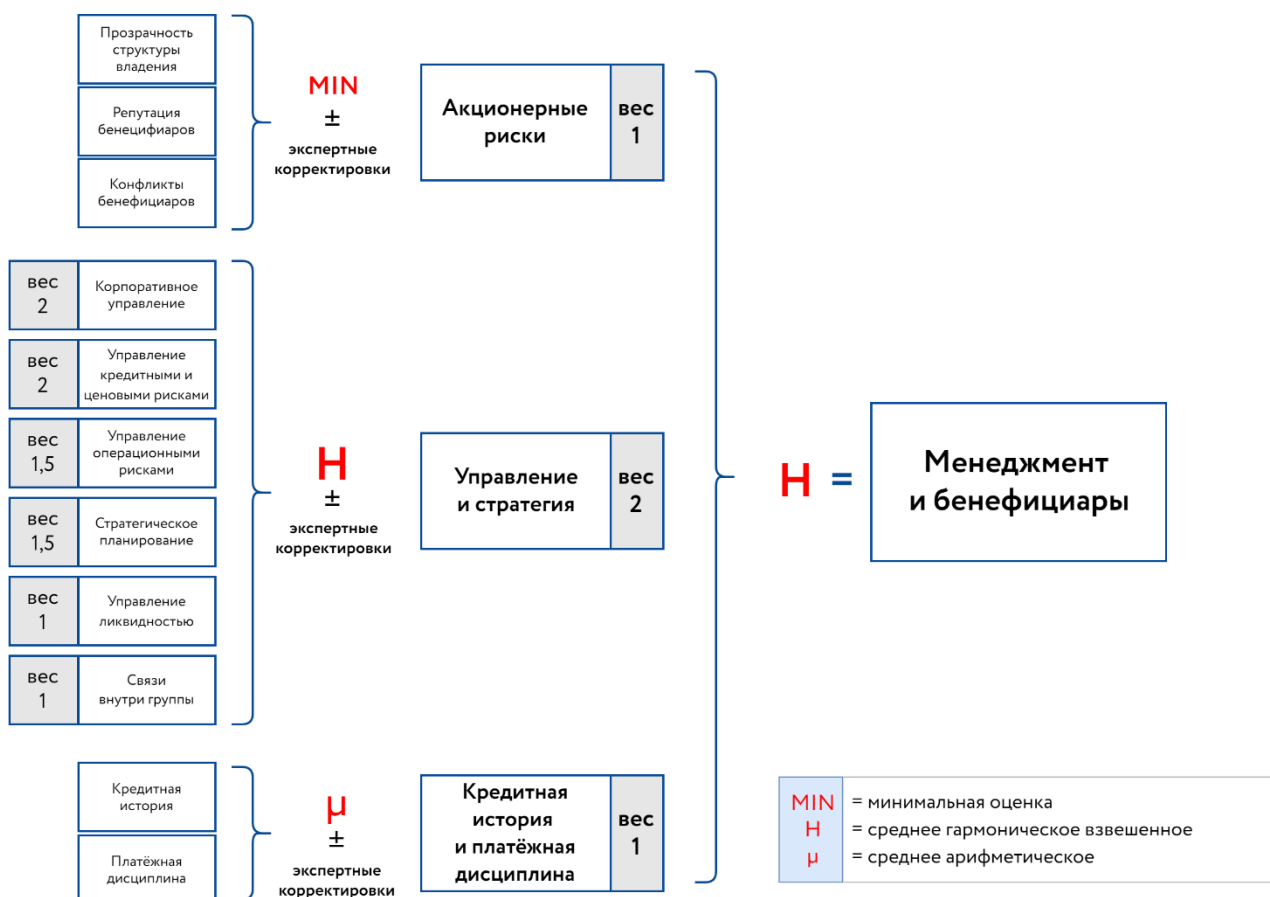 Прозрачность
структуры
владения
Репутация
бенецифиаров
Конфликты
бенефициаров
MIN
±
экспертные
корректировки
Акционерные
риски
вес
1
вес
2
Корпоративное
управление
вес
2
Управление
кредитными и
ценовыми рисками
вес
1,5
Управление
операционными
рисками
вес
1,5
Стратегическое
планирование
вес
1
Управление
ликвидностью
вес
1
Связи
внутри группы
H
±
экспертные
корректировки
Управление
и стратегия
вес
2
Кредитная
история
Платёжная
дисциплина
μ
±
экспертные
корректировки
Кредитная
история
и платёжная
дисциплина
вес
1
H =
Менеджмент
и бенефициары
MIN = минимальная оценка
H = среднее гармоническое взвешенное
μ = среднее арифметическое